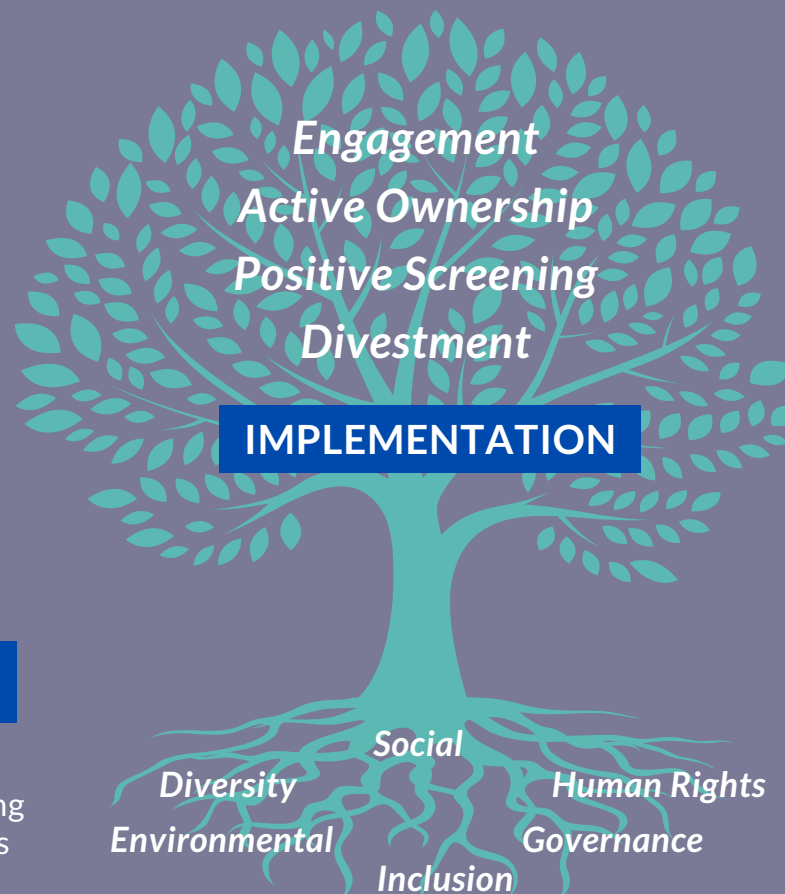 Engagement
Active Ownership
Positive Screening
Divestment
IMPLEMENTATION
Social
Diversity
Human Rights
Environmental
Governance
Inclusion